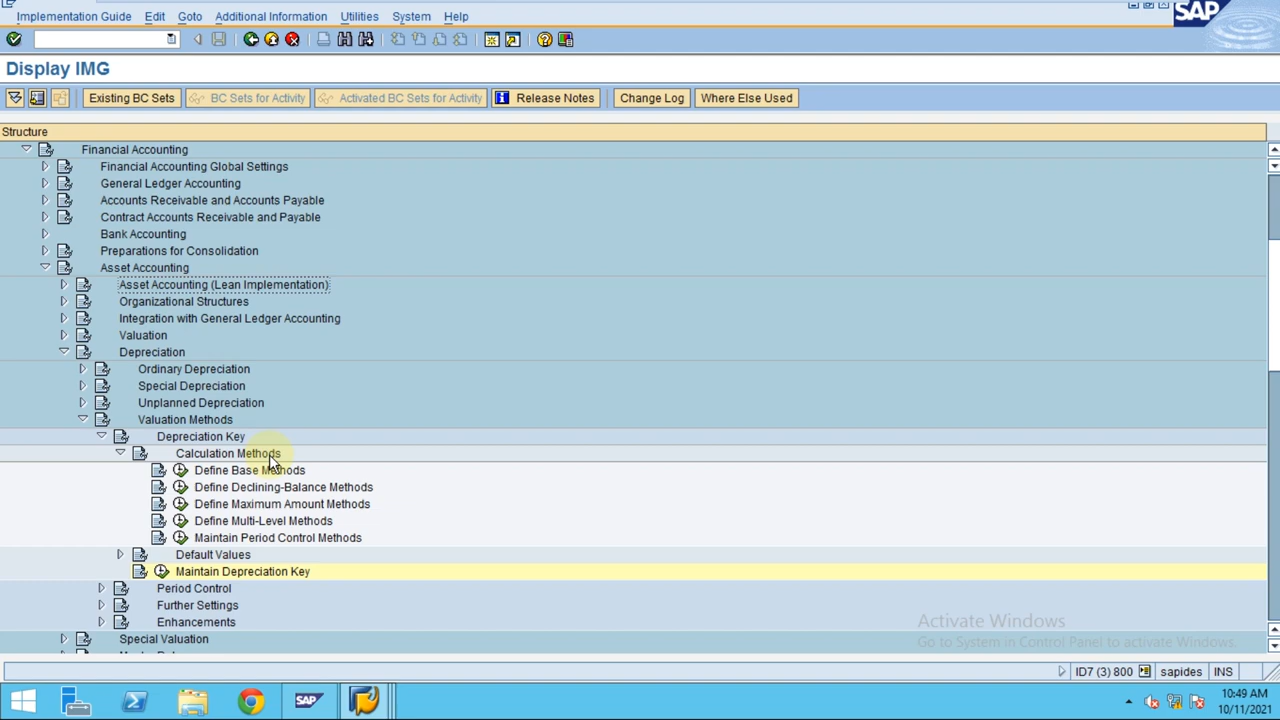 Implementation Guide Edit Goto Additional Information Utilities System Help
SAP
Display IMG
Existing BC Sets BC Sets for Activity Activated BC Sets for Activity Release Notes Change Log Where Else Used
Structure
Financial Accounting
Financial Accounting Global Settings
General Ledger Accounting
Accounts Receivable and Accounts Payable
Contract Accounts Receivable and Payable
Bank Accounting
Preparations for Consolidation
Asset Accounting
Asset Accounting (Lean Implementation)
Organizational Structures
Integration with General Ledger Accounting
Valuation
Depreciation
Ordinary Depreciation
Special Depreciation
Unplanned Depreciation
Valuation Methods
Depreciation Key
Calculation Methods
Define Base Methods
Define Declining-Balance Methods
Define Maximum Amount Methods
Define Multi-Level Methods
Maintain Period Control Methods
Default Values
Maintain Depreciation Key
Period Control
Further Settings
Enhancements
Special Valuation
Activate Windows
Go to System in Control Panel to activate Windows.
ID7 (3) 800 sapides INS
SAP
10:49 AM
10/11/2021